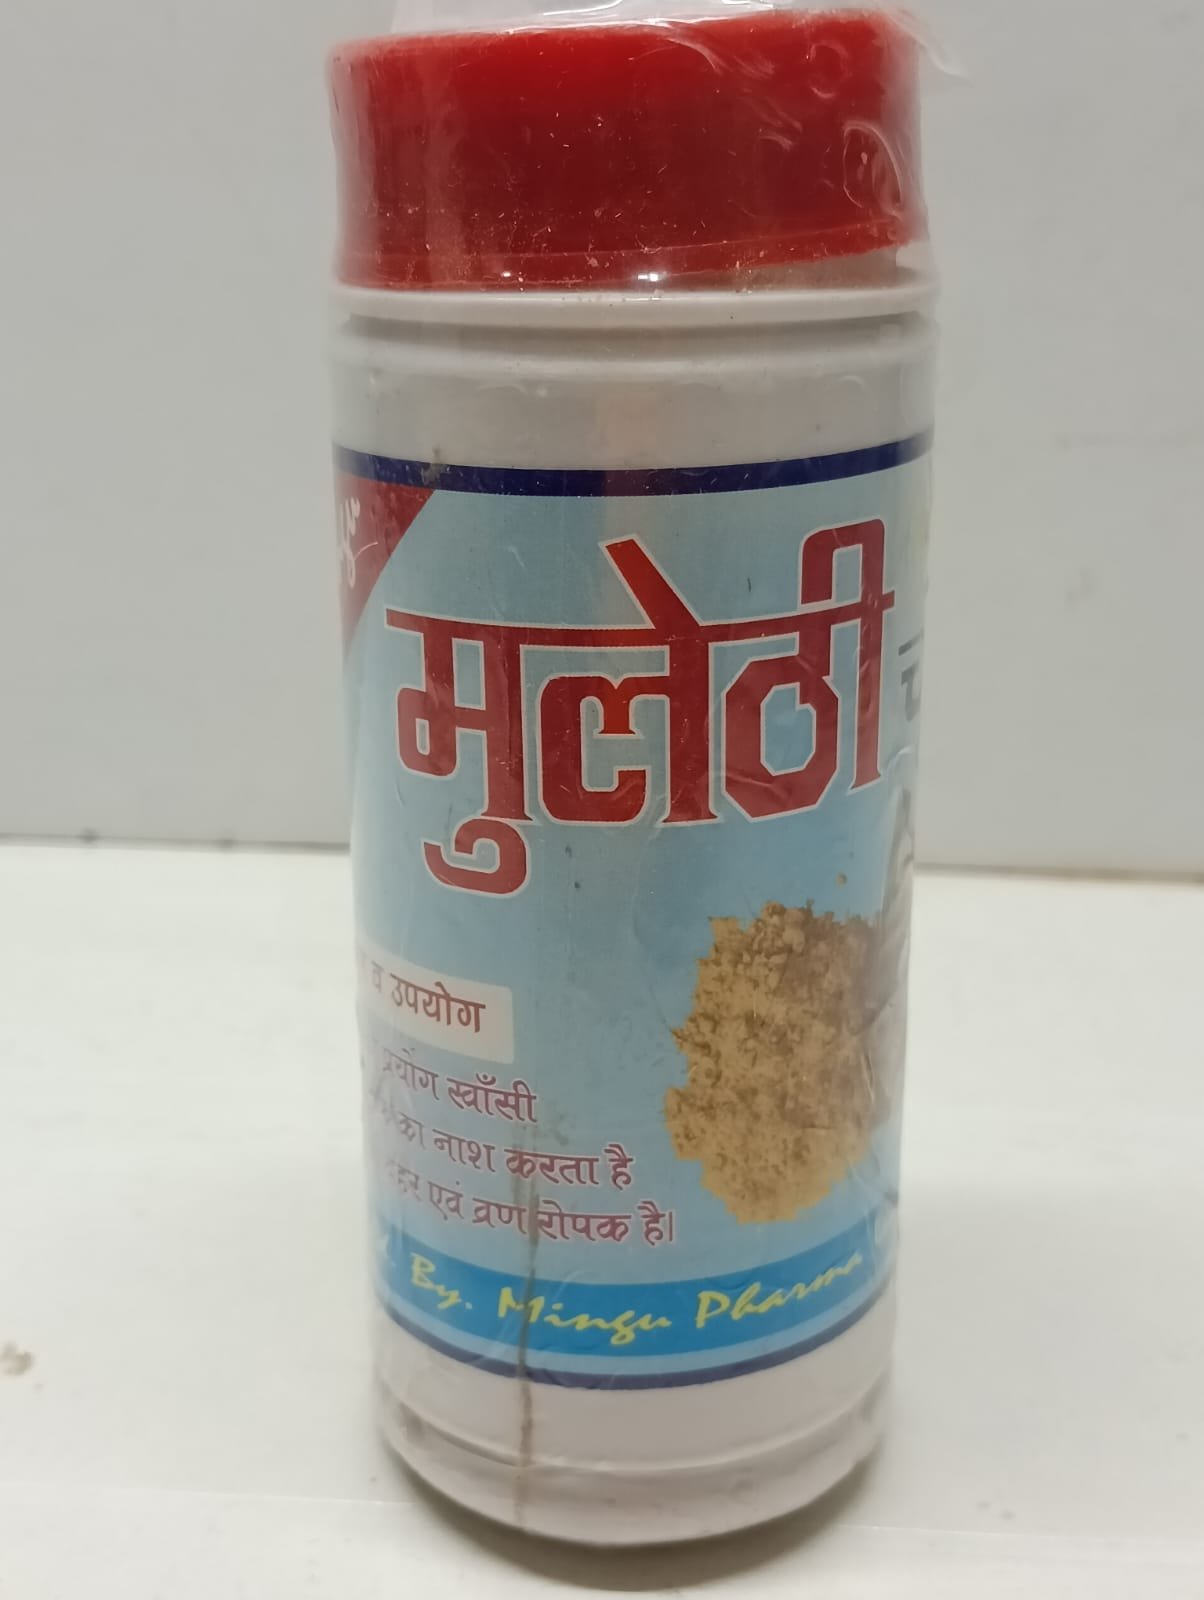 मुलेठी
व उपयोग
प्रयोग खाँसी
का नाश करता है
एवं व्रण रोपक है।
By. Mingu Pharma